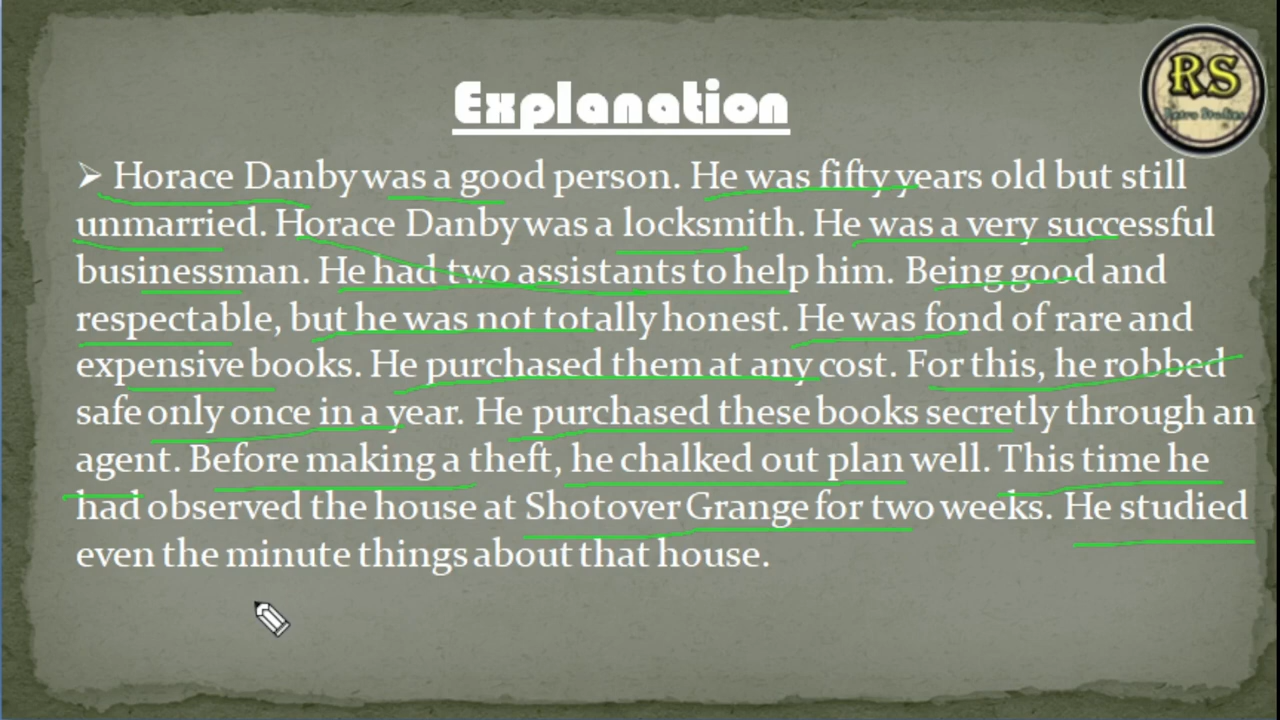 Explanation
RS
Retro Studies
➢ Horace Danby was a good person. He was fifty years old but still
unmarried. Horace Danby was a locksmith. He was a very successful
businessman. He had two assistants to help him. Being good and
respectable, but he was not totally honest. He was fond of rare and
expensive books. He purchased them at any cost. For this, he robbed
safe only once in a year. He purchased these books secretly through an
agent. Before making a theft, he chalked out plan well. This time he
had observed the house at Shotover Grange for two weeks. He studied
even the minute things about that house.